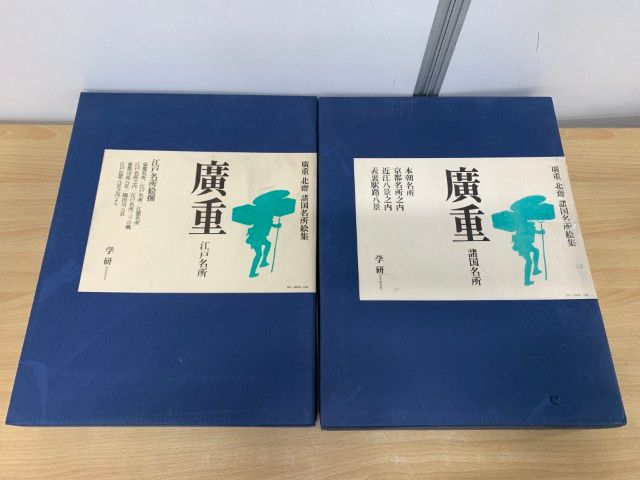 廣重 北齋 諸国名所絵集
廣重
江戸名所
江戸名所絵撰
学研
廣重 北齋 諸国名所絵集
廣重
諸国名所
本朝名所
京都名所之内
近江八景之内
表裏駅路八景
学研